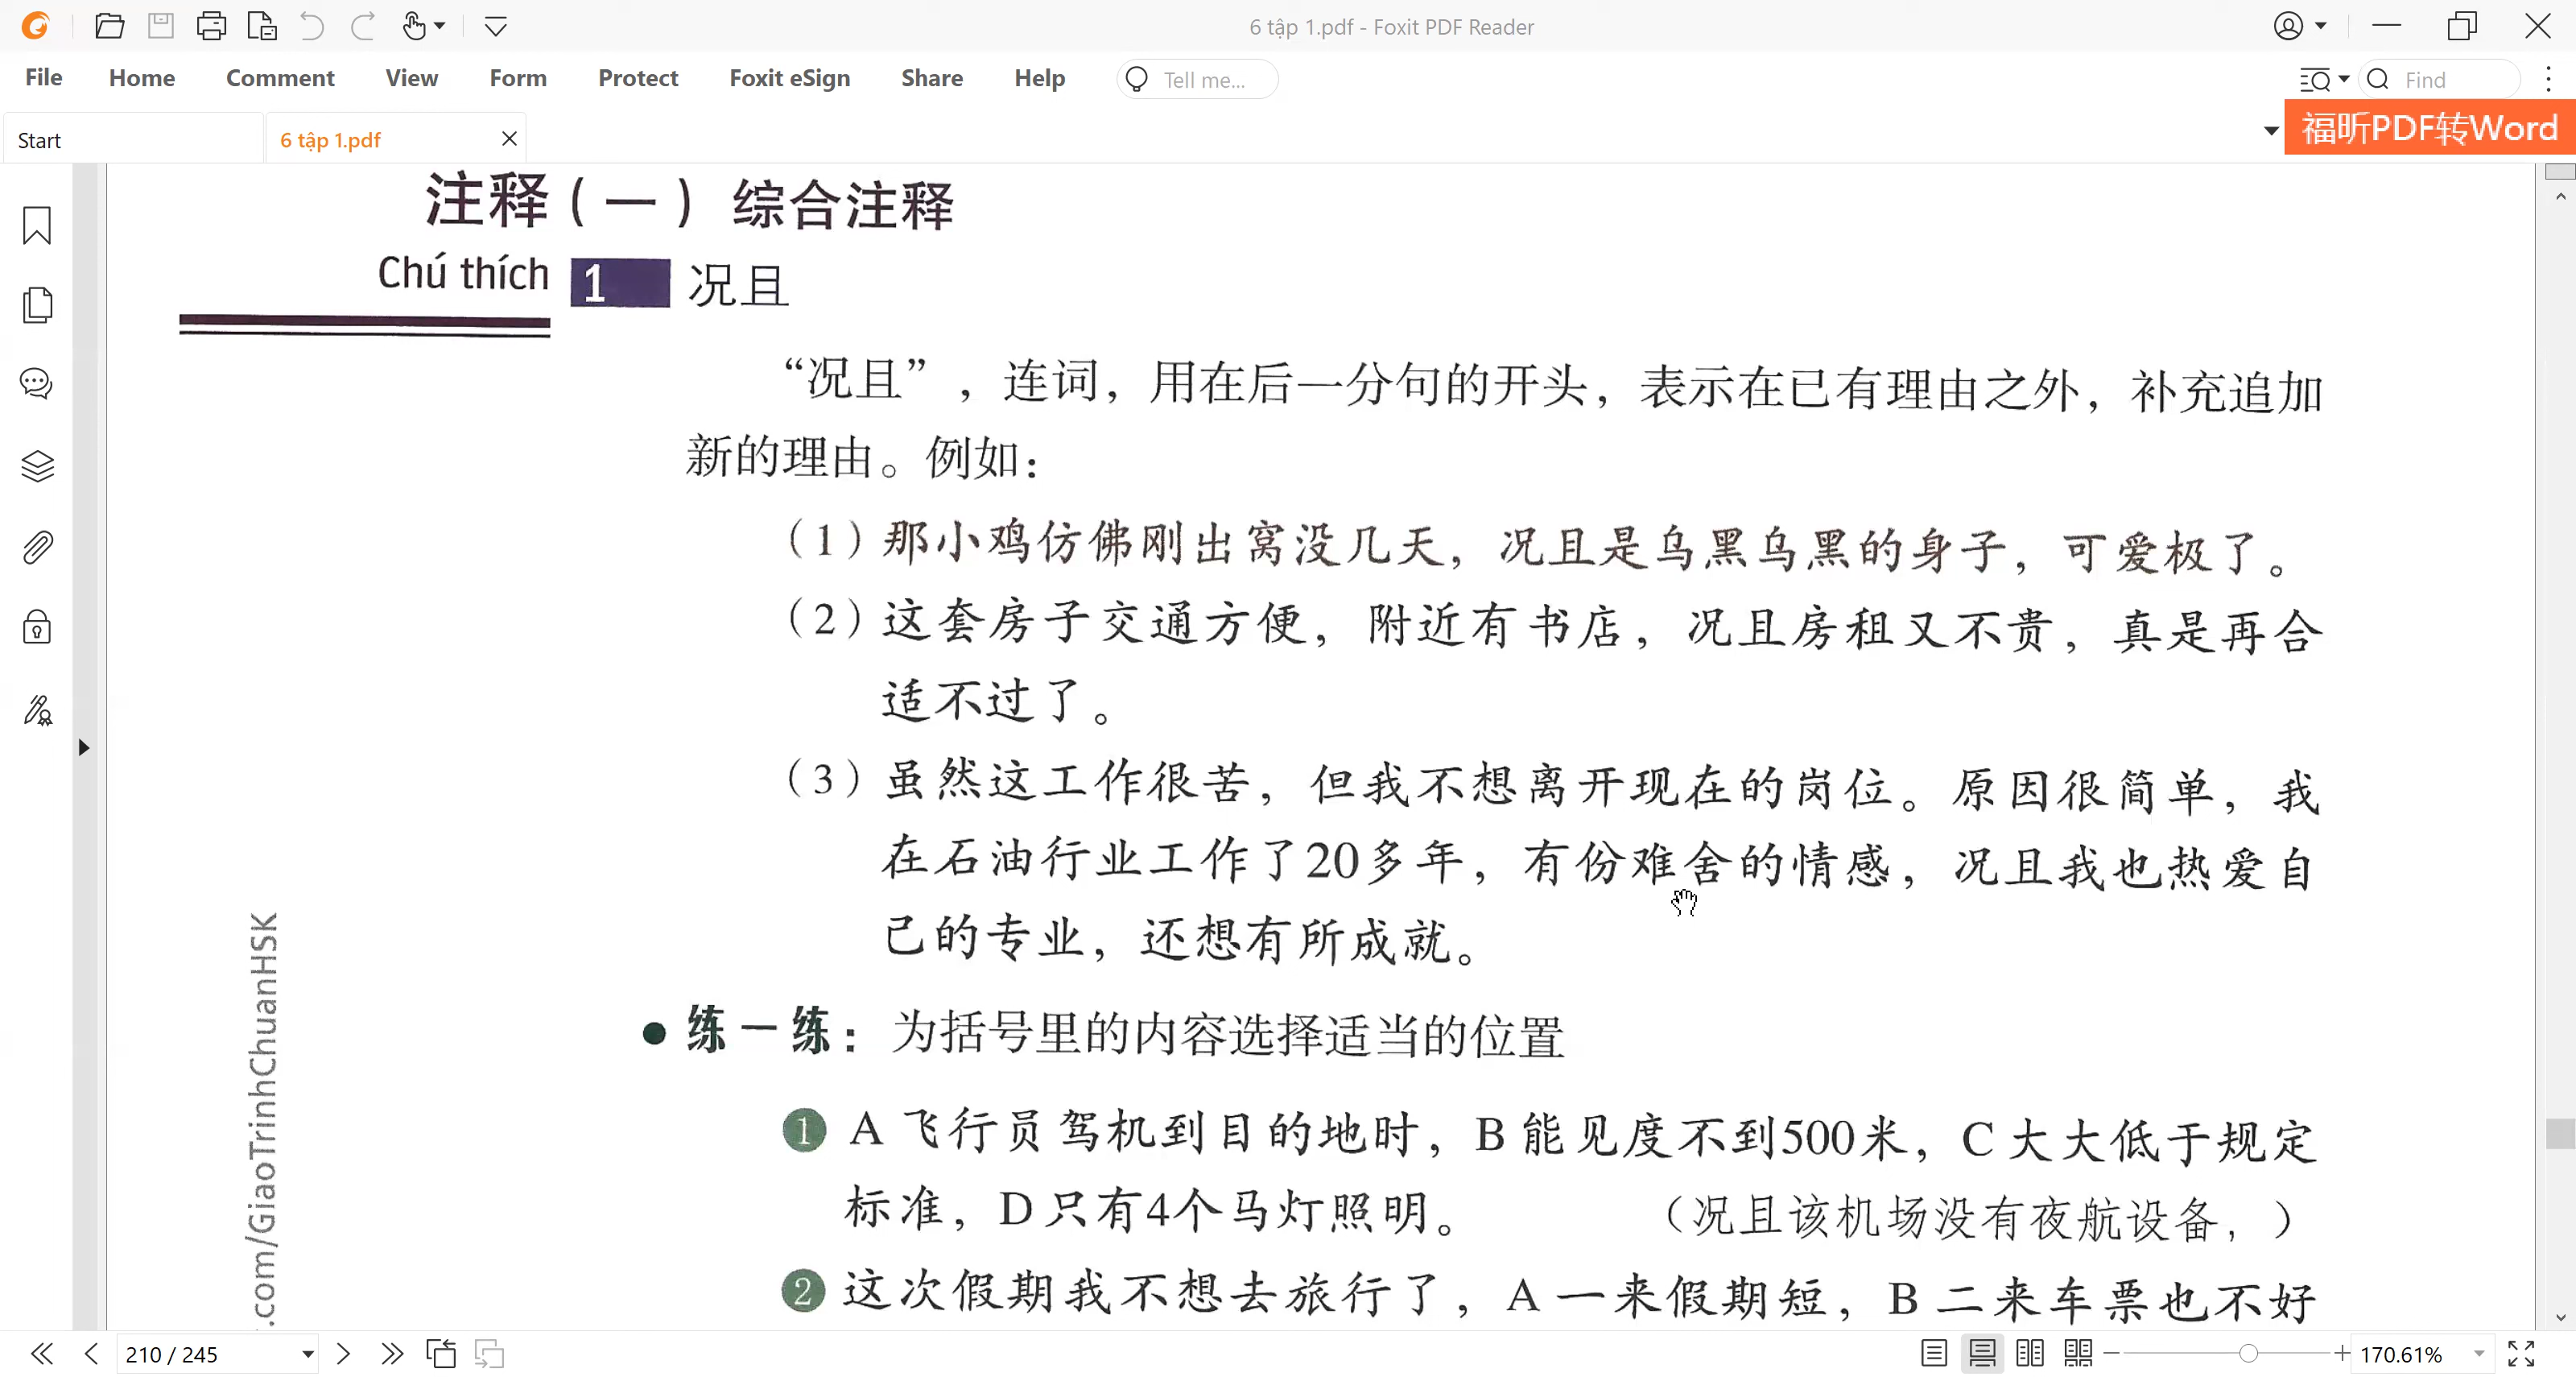 6 tập 1.pdf - Foxit PDF Reader
File Home Comment View Form Protect Foxit eSign Share Help Tell me... Find
Start 6 tập 1.pdf 福昕PDF转Word
注释(一) 综合注释
Chú thích 1 况且
“况且”,连词,用在后一分句的开头,表示在已有理由之外,补充追加
新的理由。例如:
(1)那小鸡仿佛刚出窝没几天,况且是乌黑乌黑的身子,可爱极了。
(2)这套房子交通方便,附近有书店,况且房租又不贵,真是再合
适不过了。
(3)虽然这工作很苦,但我不想离开现在的岗位。原因很简单,我
在石油行业工作了20多年,有份难舍的情感,况且我也热爱自
己的专业,还想有所成就。
● 练一练:为括号里的内容选择适当的位置
1 A 飞行员驾机到目的地时,B 能见度不到500米,C 大大低于规定
标准,D 只有4个马灯照明。 (况且该机场没有夜航设备,)
2 这次假期我不想去旅行了,A 一来假期短,B 二来车票也不好
.com/GiaoTrinhChuanHSK
210 / 245 170.61%